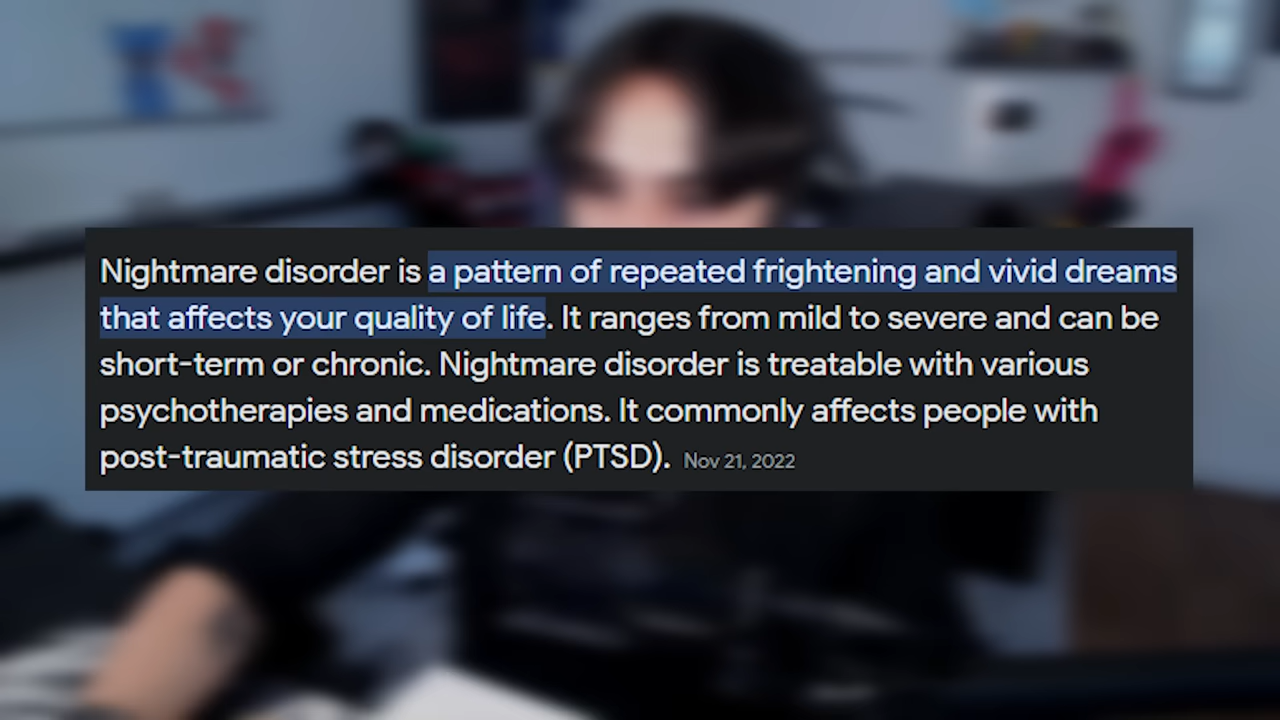 Nightmare disorder is a pattern of repeated frightening and vivid dreams
that affects your quality of life. It ranges from mild to severe and can be
short-term or chronic. Nightmare disorder is treatable with various
psychotherapies and medications. It commonly affects people with
post-traumatic stress disorder (PTSD). Nov 21, 2022